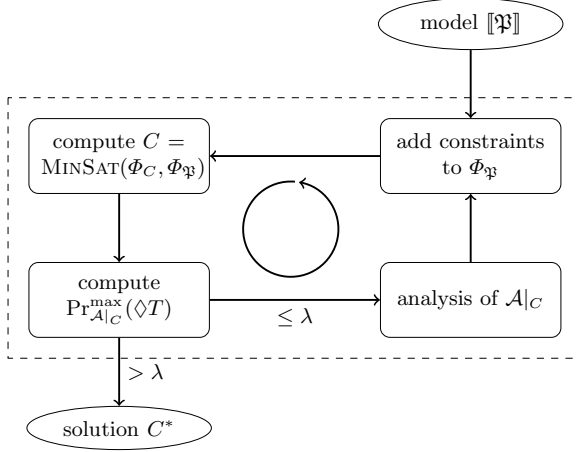 model ⟦𝔓⟧
compute C =
MINSAT(Φ_C, Φ_𝔓)
add constraints
to Φ_𝔓
compute
Pr^max_{𝒜|_C}(◇T)
≤ λ
analysis of 𝒜|_C
> λ
solution C*